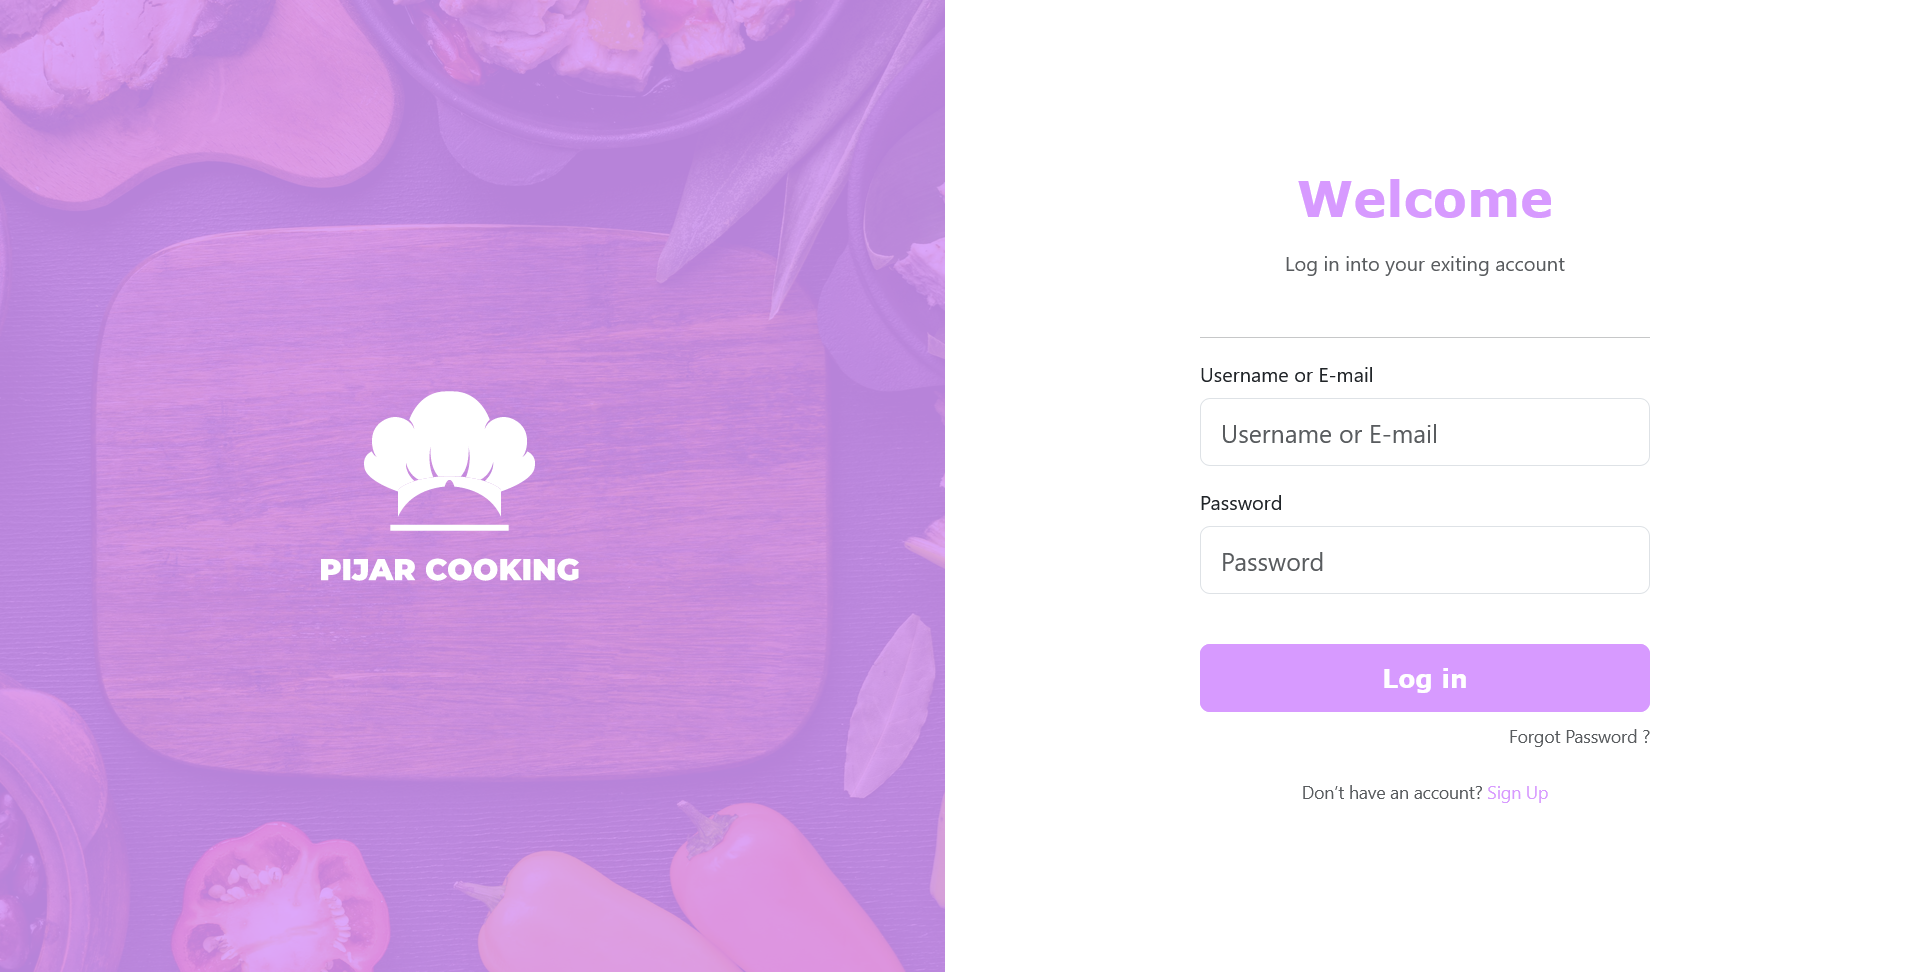 PIJAR COOKING
Welcome
Log in into your exiting account
Username or E-mail
Username or E-mail
Password
Password
Log in
Forgot Password ?
Don’t have an account? Sign Up